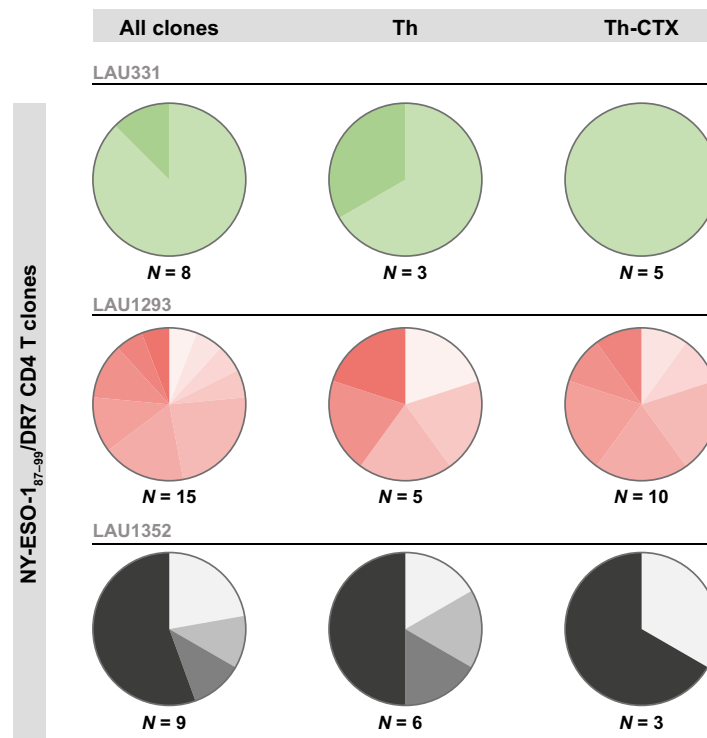 All clones Th Th-CTX
LAU331
N = 8 N = 3 N = 5
LAU1293
N = 15 N = 5 N = 10
LAU1352
N = 9 N = 6 N = 3
NY-ESO-187–99/DR7 CD4 T clones